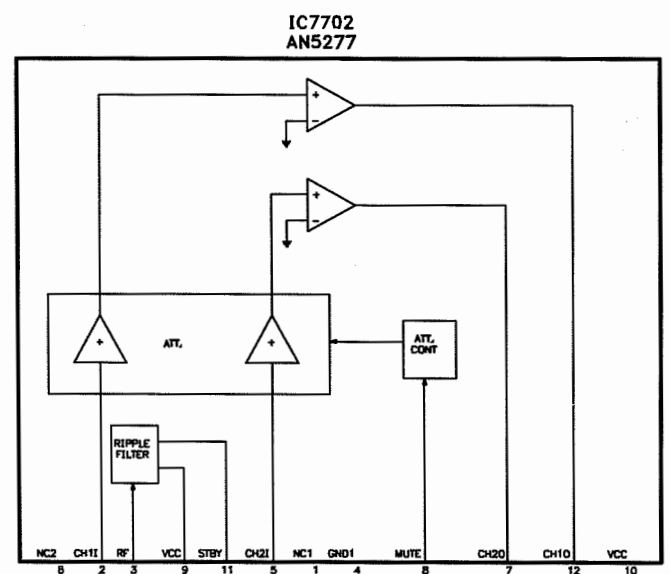 IC7702
AN5277
+
-
+
-
+
ATT.
+
ATT.
CONT
RIPPLE
FILTER
NC2 CH1I RF VCC STBY CH2I NC1 GND1 MUTE CH2O CH1O VCC
6 2 3 9 11 5 1 4 8 7 12 10